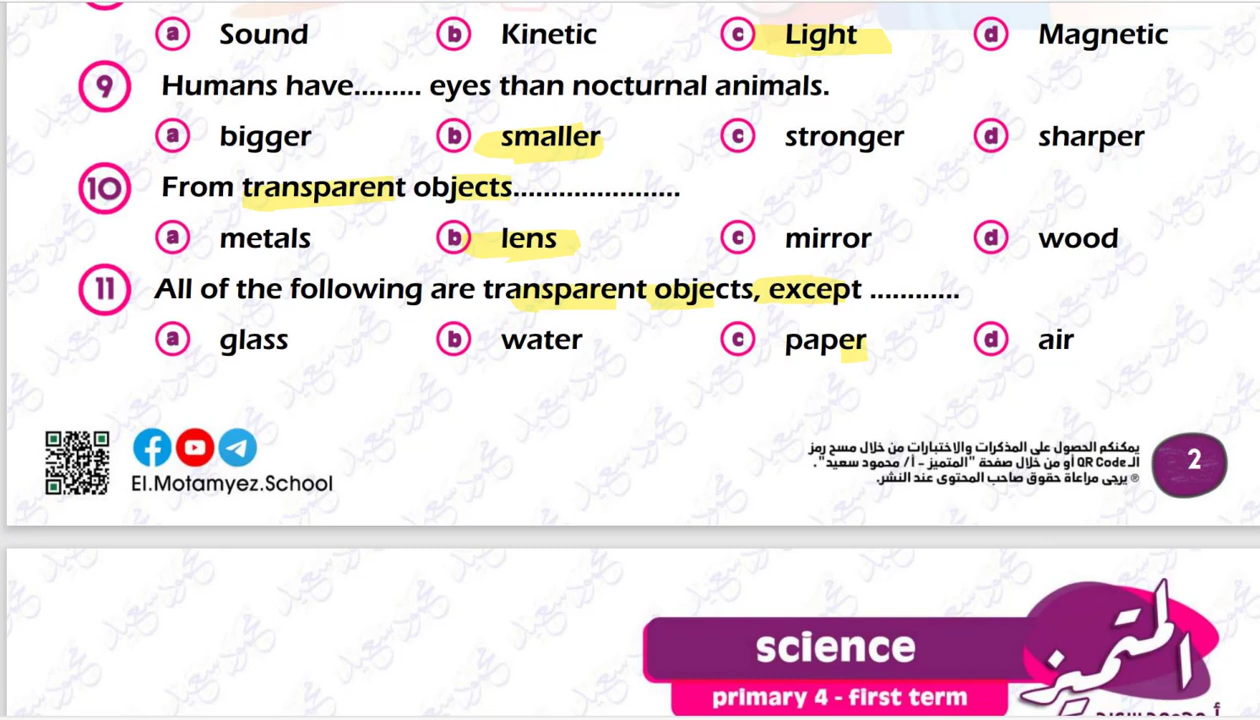 a Sound b Kinetic c Light d Magnetic
9 Humans have......... eyes than nocturnal animals.
a bigger b smaller c stronger d sharper
10 From transparent objects......................
a metals b lens c mirror d wood
11 All of the following are transparent objects, except ............
a glass b water c paper d air
El.Motamyez.School
يمكنكم الحصول على المذكرات والاختبارات من خلال مسح رمز
الـ QR Code أو من خلال صفحة "المتميز - أ/ محمود سعيد".
® يرجى مراعاة حقوق صاحب المحتوى عند النشر.
2
المتميز
science
primary 4 - first term